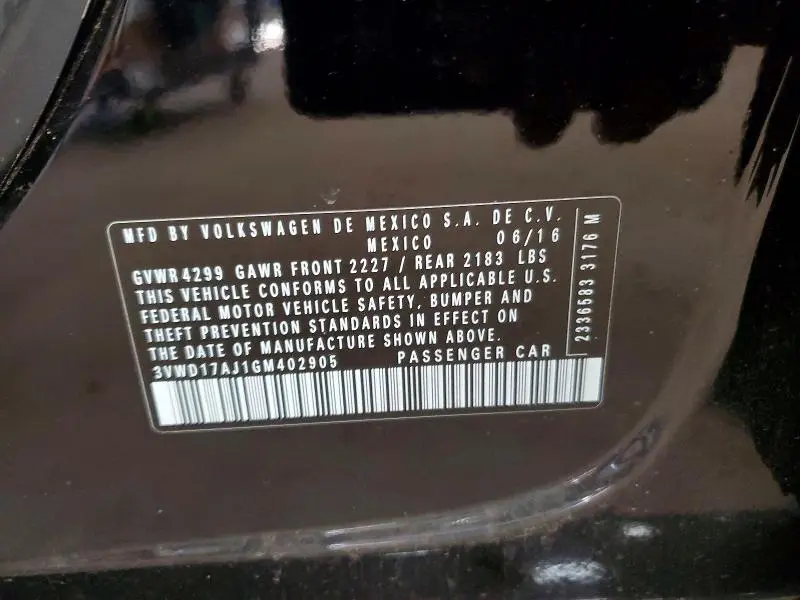 MFD BY VOLKSWAGEN DE MEXICO S.A. DE C.V.
MEXICO 06/16
GVWR 4299 GAWR FRONT 2227 / REAR 2183 LBS
THIS VEHICLE CONFORMS TO ALL APPLICABLE U.S.
FEDERAL MOTOR VEHICLE SAFETY, BUMPER AND
THEFT PREVENTION STANDARDS IN EFFECT ON
THE DATE OF MANUFACTURE SHOWN ABOVE.
3VWD17AJ1GM402905 PASSENGER CAR
2336583 3176 M